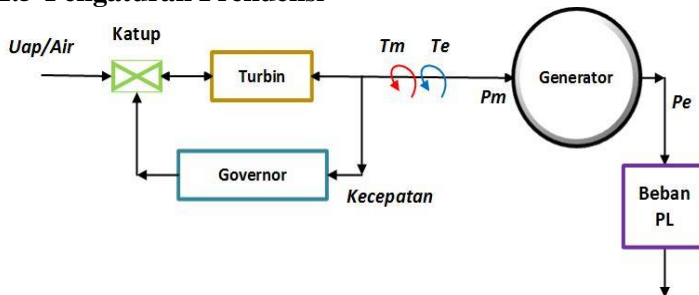 Uap/Air
Katup
Turbin
Tm
Te
Pm
Generator
Pe
Governor
Kecepatan
Beban
PL